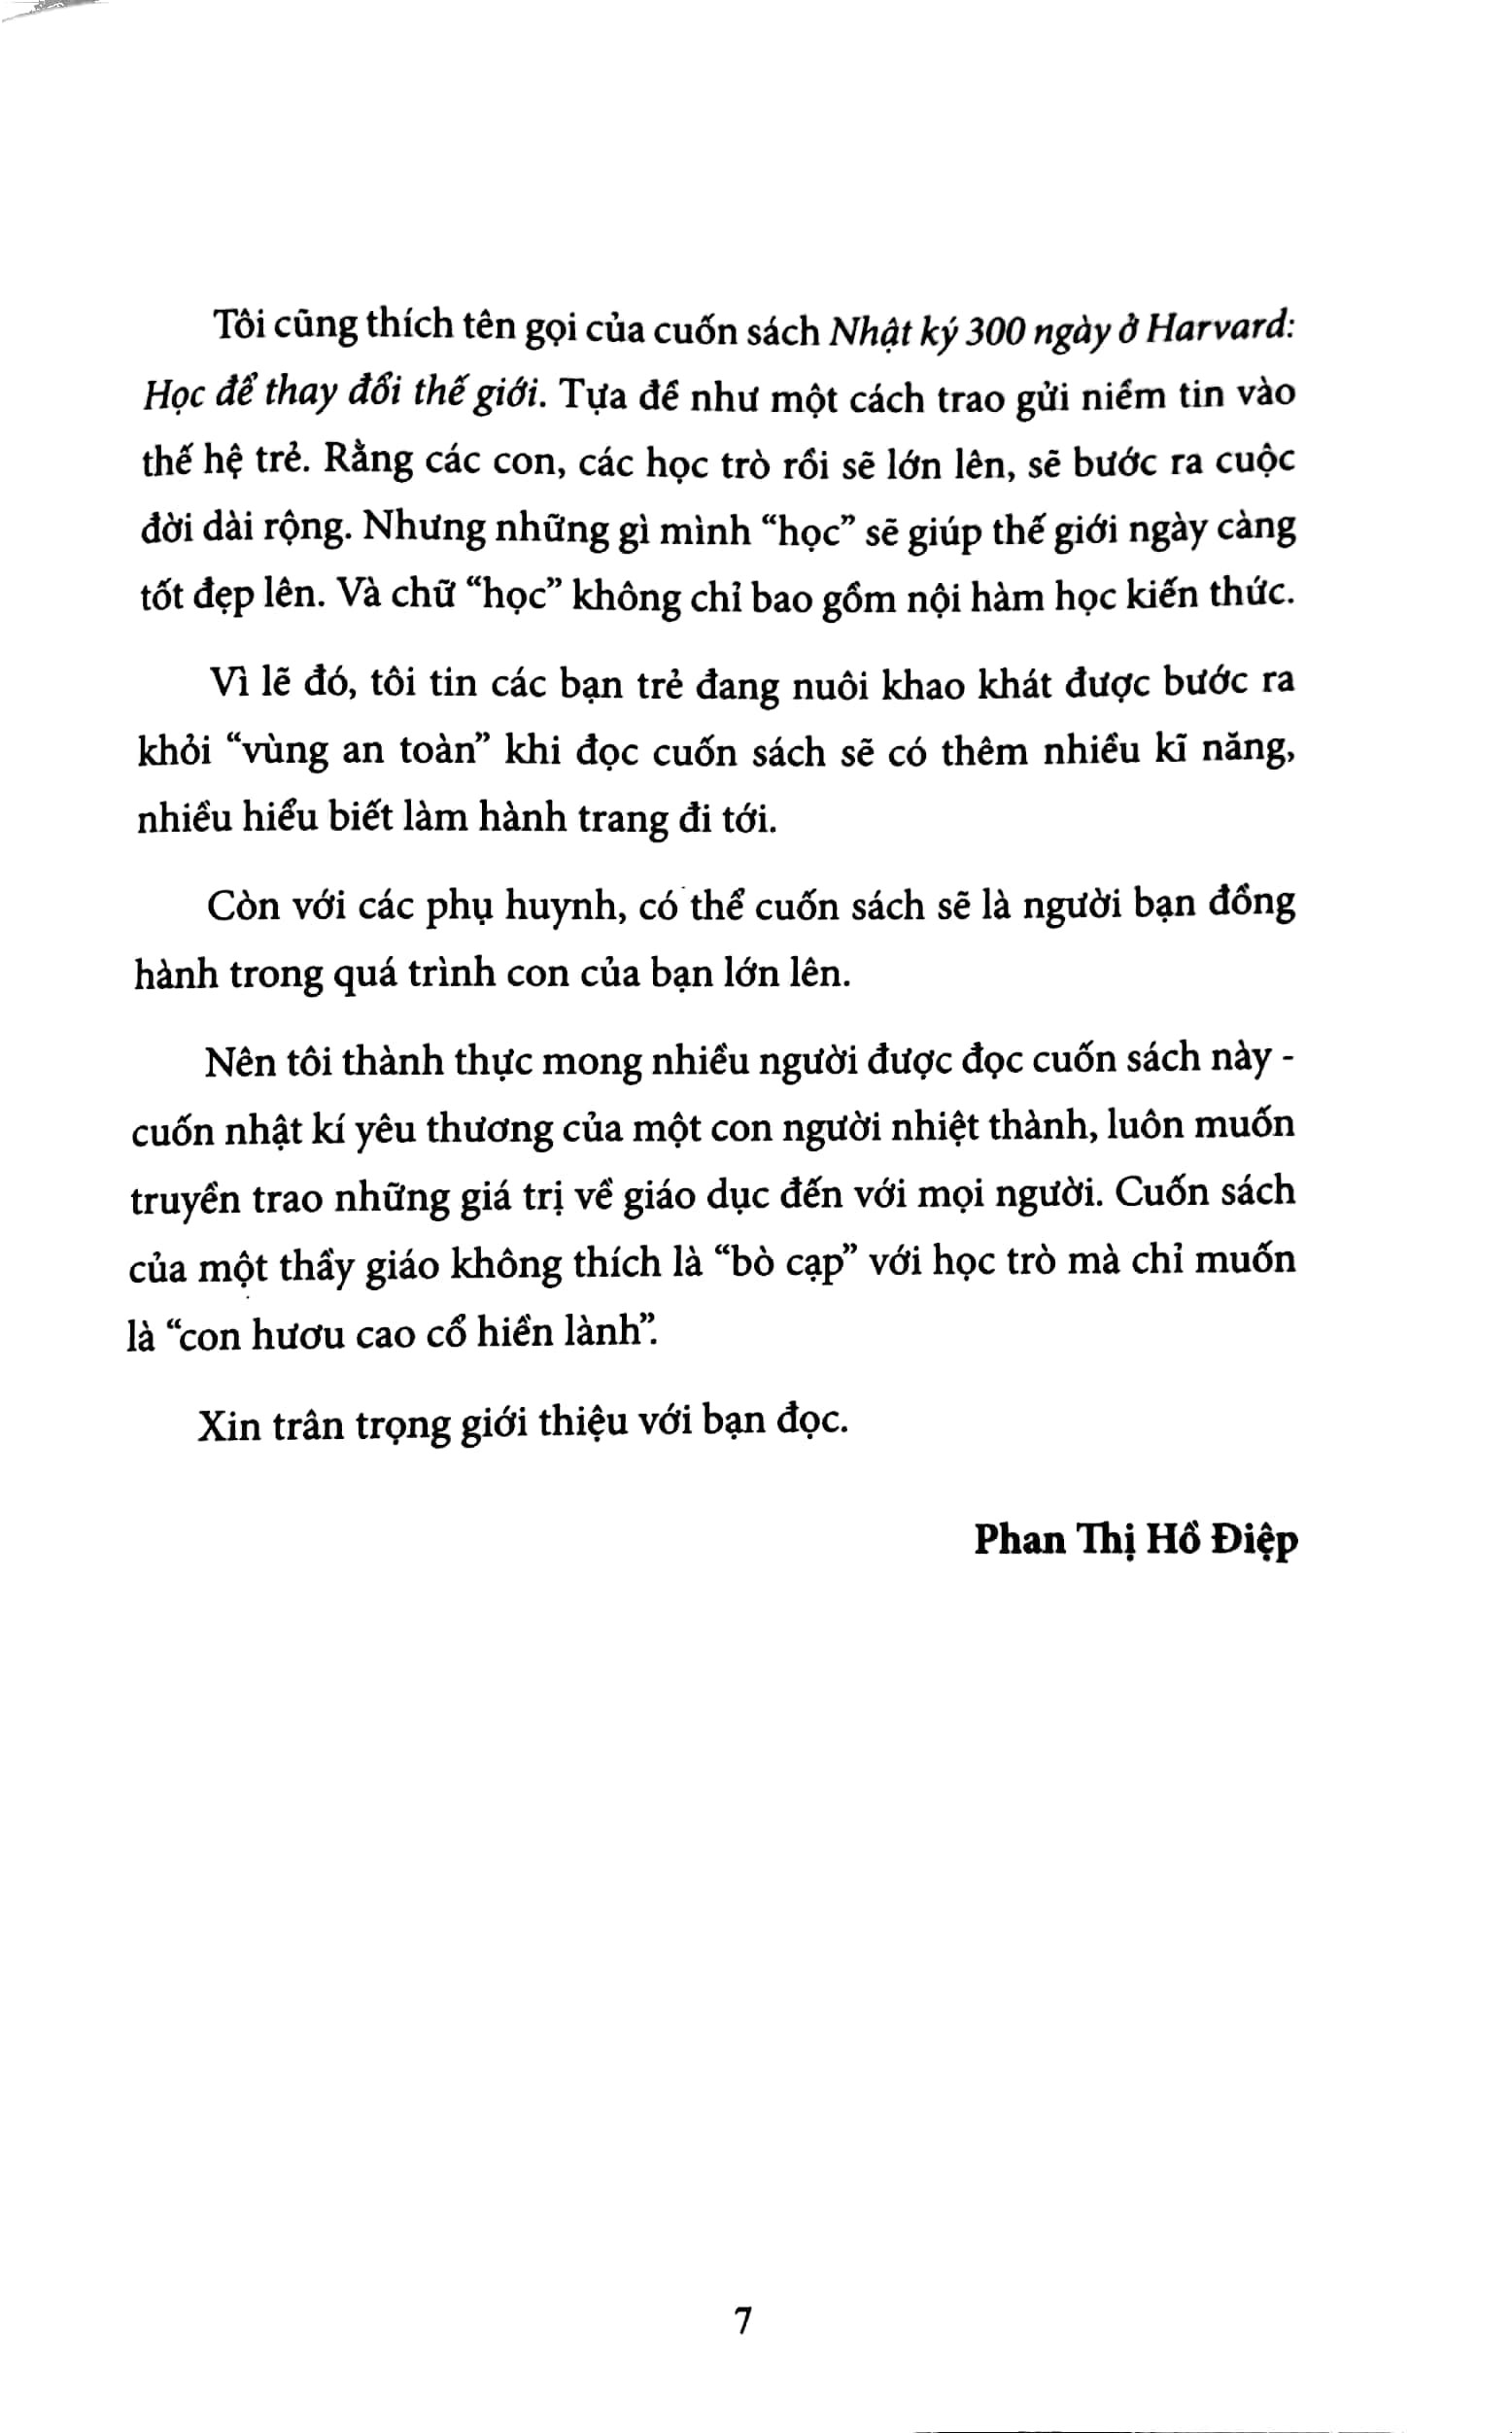 Tôi cũng thích tên gọi của cuốn sách Nhật ký 300 ngày ở Harvard:
Học để thay đổi thế giới. Tựa đề như một cách trao gửi niềm tin vào
thế hệ trẻ. Rằng các con, các học trò rồi sẽ lớn lên, sẽ bước ra cuộc
đời dài rộng. Nhưng những gì mình “học” sẽ giúp thế giới ngày càng
tốt đẹp lên. Và chữ “học” không chỉ bao gồm nội hàm học kiến thức.
Vì lẽ đó, tôi tin các bạn trẻ đang nuôi khao khát được bước ra
khỏi “vùng an toàn” khi đọc cuốn sách sẽ có thêm nhiều kĩ năng,
nhiều hiểu biết làm hành trang đi tới.
Còn với các phụ huynh, có thể cuốn sách sẽ là người bạn đồng
hành trong quá trình con của bạn lớn lên.
Nên tôi thành thực mong nhiều người được đọc cuốn sách này -
cuốn nhật kí yêu thương của một con người nhiệt thành, luôn muốn
truyền trao những giá trị về giáo dục đến với mọi người. Cuốn sách
của một thầy giáo không thích là “bò cạp” với học trò mà chỉ muốn
là “con hươu cao cổ hiền lành”.
Xin trân trọng giới thiệu với bạn đọc.
Phan Thị Hồ Điệp
7